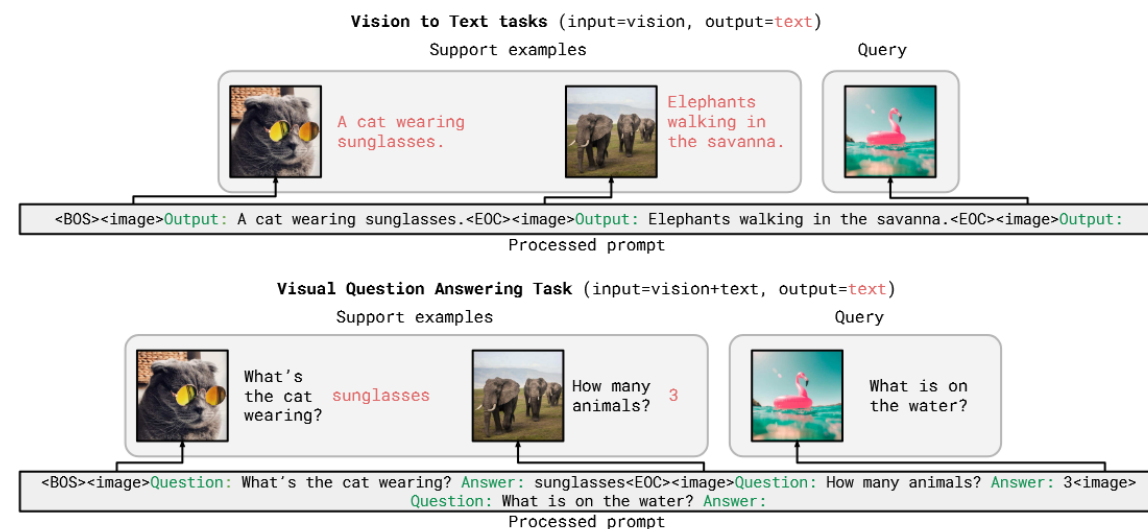 Vision to Text tasks (input=vision, output=text)
Support examples
Query
A cat wearing
sunglasses.
Elephants
walking in
the savanna.
<BOS><image>Output: A cat wearing sunglasses.<EOC><image>Output: Elephants walking in the savanna.<EOC><image>Output:
Processed prompt
Visual Question Answering Task (input=vision+text, output=text)
Support examples
Query
What's
the cat
wearing?
sunglasses
How many
animals?
3
What is on
the water?
<BOS><image>Question: What's the cat wearing? Answer: sunglasses<EOC><image>Question: How many animals? Answer: 3<image>
Question: What is on the water? Answer:
Processed prompt